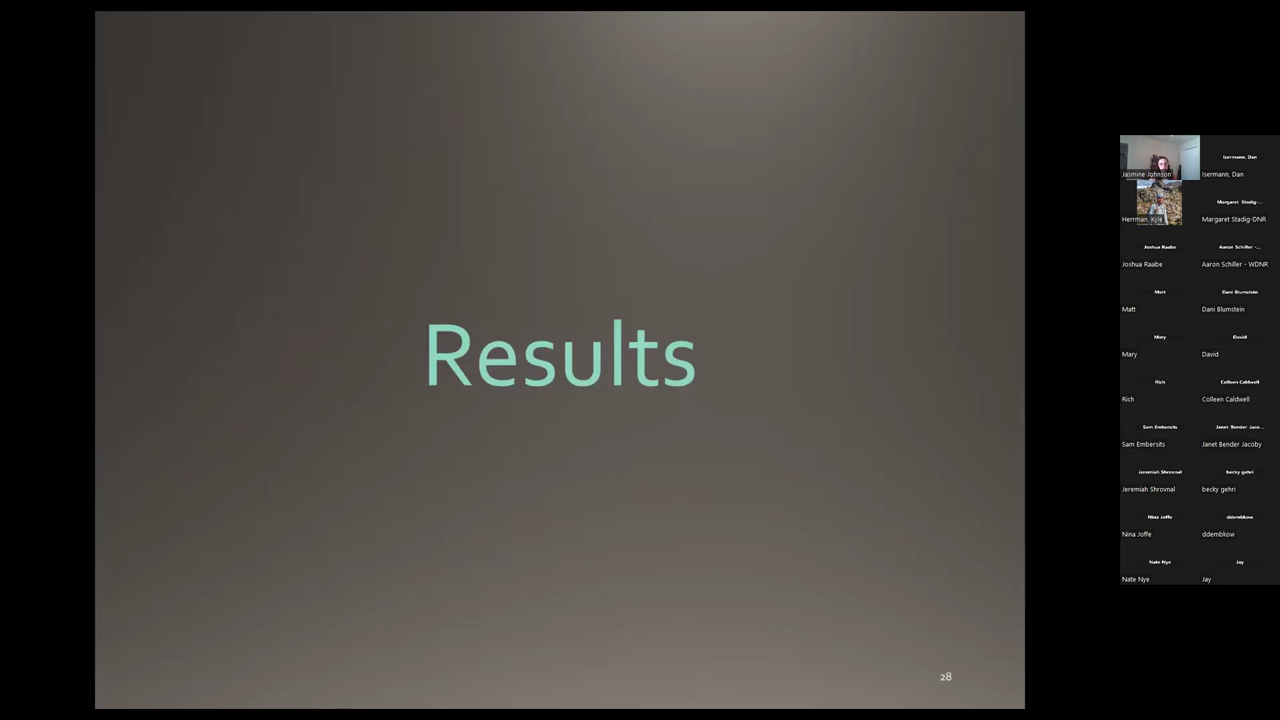 Results
28
Jasmine Johnson
Isermann, Dan
Isermann, Dan
Herrman, Kyle
Margaret Stadig-...
Margaret Stadig-DNR
Joshua Raabe
Joshua Raabe
Aaron Schiller -...
Aaron Schiller - WDNR
Matt
Matt
Dani Blumstein
Dani Blumstein
Mary
Mary
David
David
Rich
Rich
Colleen Caldwell
Colleen Caldwell
Sam Embersits
Sam Embersits
Janet Bender Jaco...
Janet Bender Jacoby
Jeremiah Shrovnal
Jeremiah Shrovnal
becky gehri
becky gehri
Nina Joffe
Nina Joffe
ddembkow
ddembkow
Nate Nye
Nate Nye
Jay
Jay